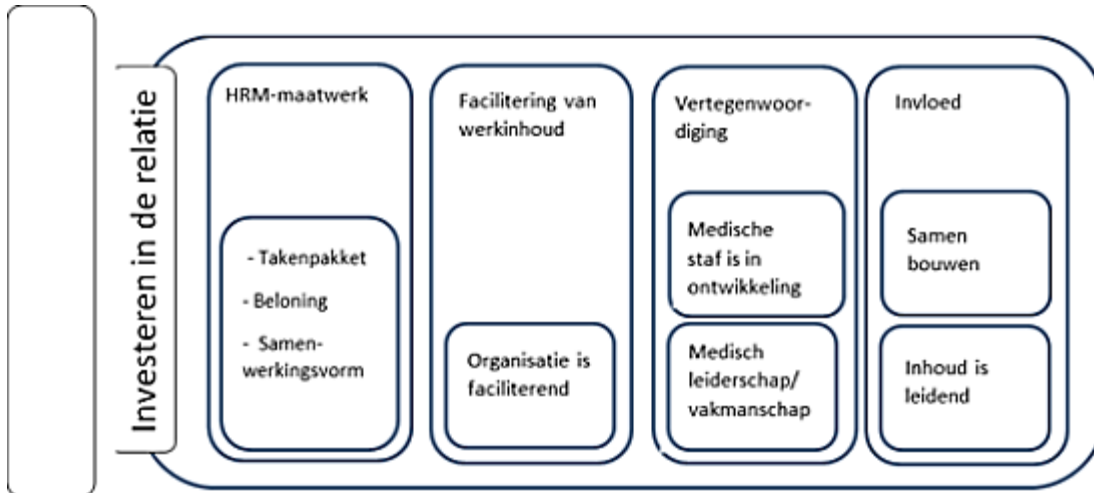 Investeren in de relatie
HRM-maatwerk
- Takenpakket
- Beloning
- Samen-
werkingsvorm
Facilitering van
werkinhoud
Organisatie is
faciliterend
Vertegenwoor-
diging
Medische
staf is in
ontwikkeling
Medisch
leiderschap/
vakmanschap
Invloed
Samen
bouwen
Inhoud is
leidend